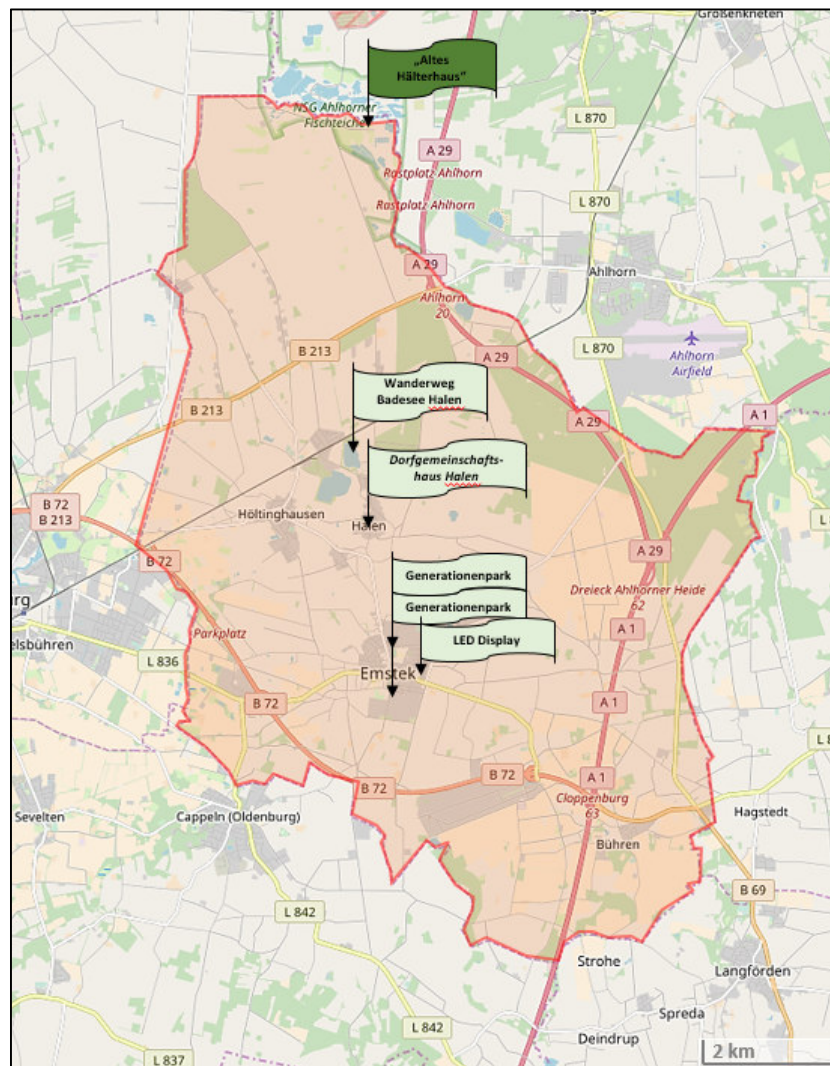 Großenkneten
„Altes
Hälterhaus“
NSG Ahlhorner
Fischteiche
L 870
A 29
Rastplatz Ahlhorn
Rastplatz Ahlhorn
L 870
A 29
Ahlhorn
Ahlhorn
20
B 213
A 29
L 870
Ahlhorn
Airfield
Wanderweg
Badesee Halen
B 213
A 29
A 1
Dorfgemeinschafts-
haus Halen
B 72
B 213
Höltinghausen
Halen
A 29
B 72
Generationenpark
Dreieck Ahlhorner Heide
62
Generationenpark
A 1
Parkplatz
LED Display
elsbühren
L 836
Emstek
B 72
A 1
B 72
A 1
B 72
Cloppenburg
63
Sevelten
Cappeln (Oldenburg)
Hagstedt
Bühren
B 69
L 842
Strohe
Langförden
Spreda
L 842
Deindrup
L 837
2 km